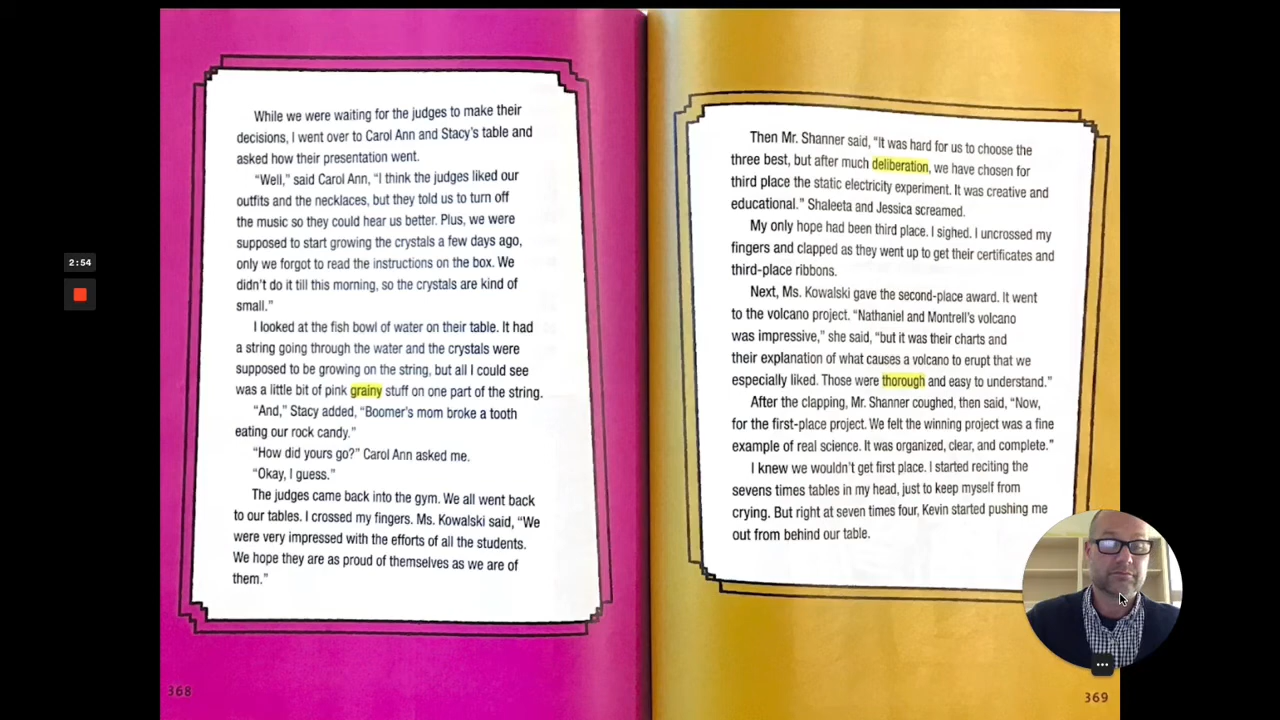 2:54
While we were waiting for the judges to make their
decisions, I went over to Carol Ann and Stacy's table and
asked how their presentation went.
"Well," said Carol Ann, "I think the judges liked our
outfits and the necklaces, but they told us to turn off
the music so they could hear us better. Plus, we were
supposed to start growing the crystals a few days ago,
only we forgot to read the instructions on the box. We
didn't do it till this morning, so the crystals are kind of
small."
I looked at the fish bowl of water on their table. It had
a string going through the water and the crystals were
supposed to be growing on the string, but all I could see
was a little bit of pink grainy stuff on one part of the string.
"And," Stacy added, "Boomer's mom broke a tooth
eating our rock candy."
"How did yours go?" Carol Ann asked me.
"Okay, I guess."
The judges came back into the gym. We all went back
to our tables. I crossed my fingers. Ms. Kowalski said, "We
were very impressed with the efforts of all the students.
We hope they are as proud of themselves as we are of
them."
368
Then Mr. Shanner said, "It was hard for us to choose the
three best, but after much deliberation, we have chosen for
third place the static electricity experiment. It was creative and
educational." Shaleeta and Jessica screamed.
My only hope had been third place. I sighed. I uncrossed my
fingers and clapped as they went up to get their certificates and
third-place ribbons.
Next, Ms. Kowalski gave the second-place award. It went
to the volcano project. "Nathaniel and Montrell's volcano
was impressive," she said, "but it was their charts and
their explanation of what causes a volcano to erupt that we
especially liked. Those were thorough and easy to understand."
After the clapping, Mr. Shanner coughed, then said, "Now,
for the first-place project. We felt the winning project was a fine
example of real science. It was organized, clear, and complete."
I knew we wouldn't get first place. I started reciting the
sevens times tables in my head, just to keep myself from
crying. But right at seven times four, Kevin started pushing me
out from behind our table.
369